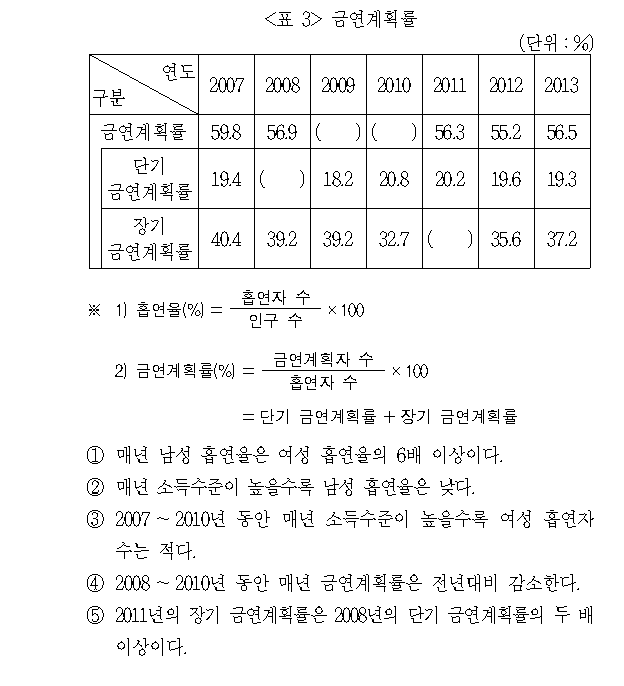 <표 3> 금연계획률
(단위 : %)
연도
구분
2007 2008 2009 2010 2011 2012 2013
금연계획률 59.8 56.9 ( ) ( ) 56.3 55.2 56.5
단기
금연계획률 19.4 ( ) 18.2 20.8 20.2 19.6 19.3
장기
금연계획률 40.4 39.2 39.2 32.7 ( ) 35.6 37.2
※ 1) 흡연율(%) = 흡연자 수 / 인구 수 × 100
2) 금연계획률(%) = 금연계획자 수 / 흡연자 수 × 100
= 단기 금연계획률 + 장기 금연계획률
① 매년 남성 흡연율은 여성 흡연율의 6배 이상이다.
② 매년 소득수준이 높을수록 남성 흡연율은 낮다.
③ 2007 ~ 2010년 동안 매년 소득수준이 높을수록 여성 흡연자
수는 적다.
④ 2008 ~ 2010년 동안 매년 금연계획률은 전년대비 감소한다.
⑤ 2011년의 장기 금연계획률은 2008년의 단기 금연계획률의 두 배
이상이다.